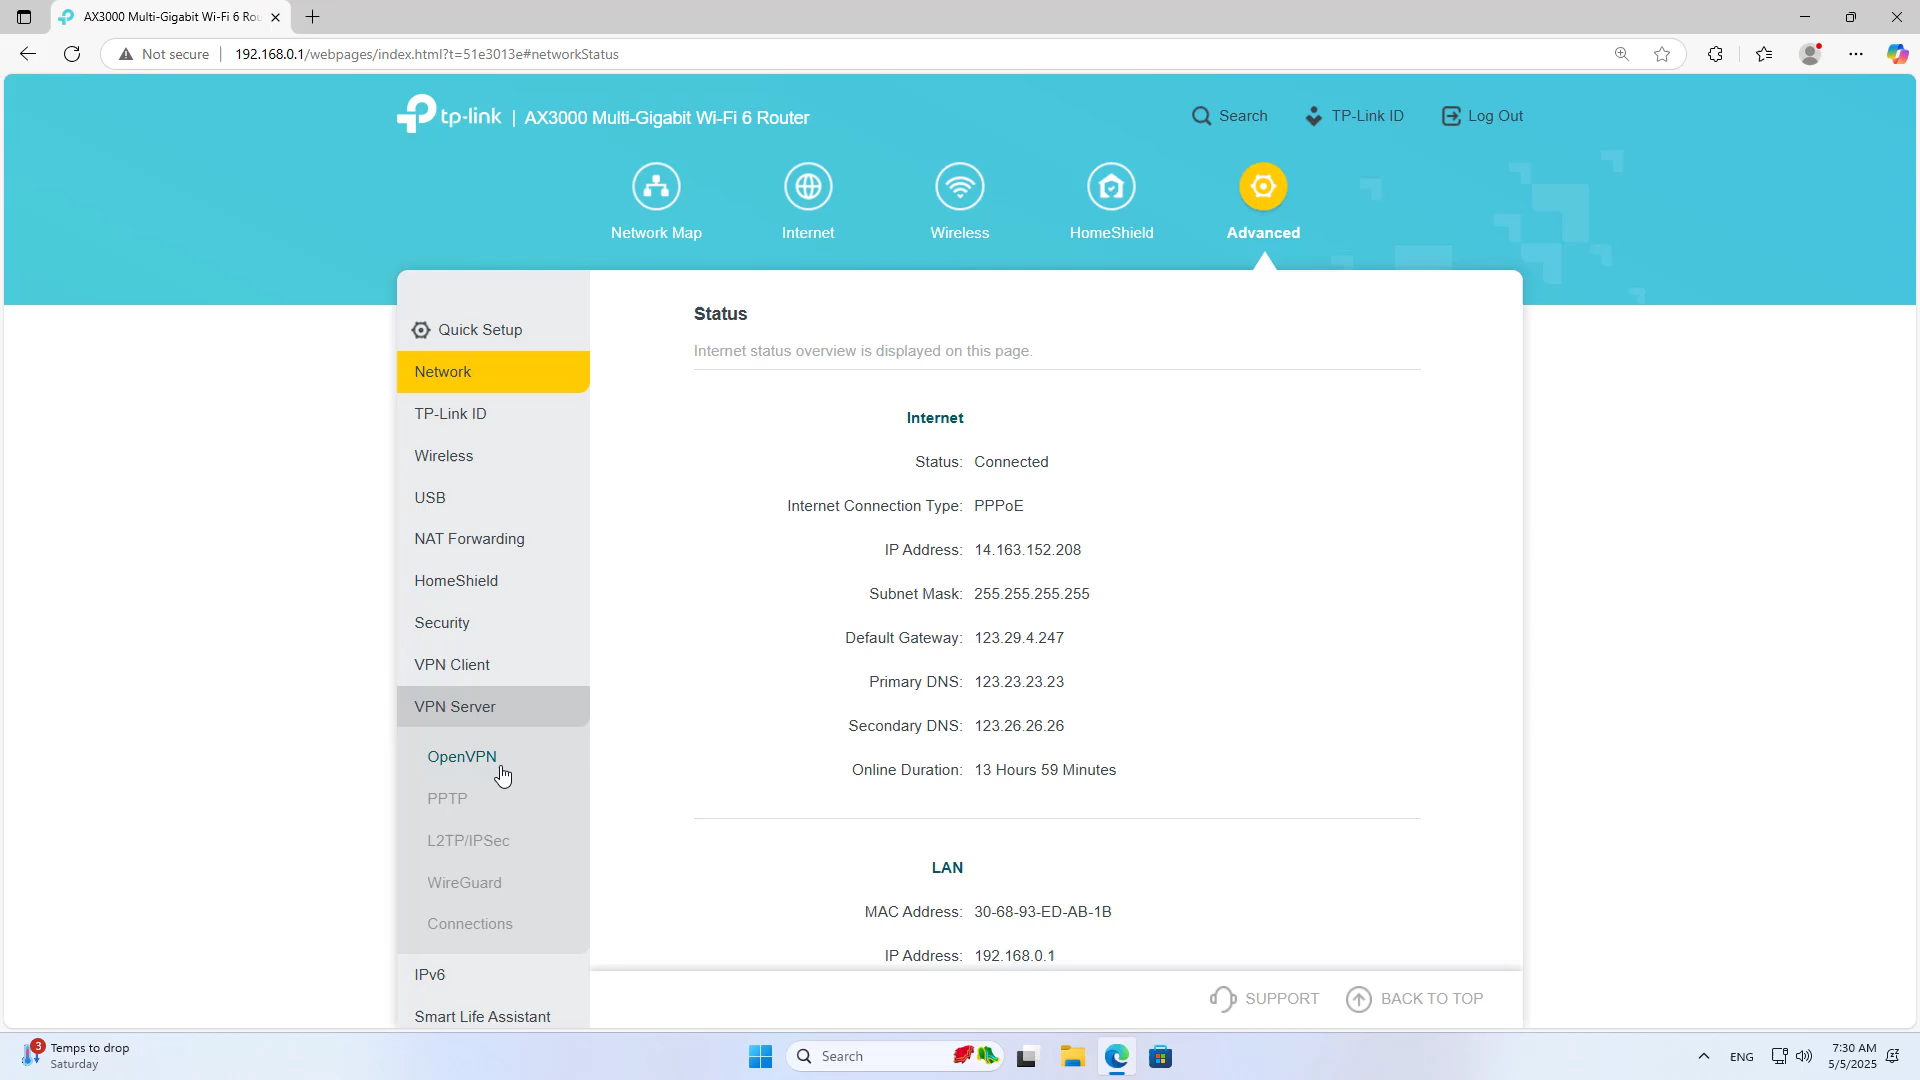 AX3000 Multi-Gigabit Wi-Fi 6 Rou
Not secure
192.168.0.1/webpages/index.html?t=51e3013e#networkStatus
tp-link | AX3000 Multi-Gigabit Wi-Fi 6 Router
Search
TP-Link ID
Log Out
Network Map
Internet
Wireless
HomeShield
Advanced
Quick Setup
Network
TP-Link ID
Wireless
USB
NAT Forwarding
HomeShield
Security
VPN Client
VPN Server
OpenVPN
PPTP
L2TP/IPSec
WireGuard
Connections
IPv6
Smart Life Assistant
Status
Internet status overview is displayed on this page.
Internet
Status: Connected
Internet Connection Type: PPPoE
IP Address: 14.163.152.208
Subnet Mask: 255.255.255.255
Default Gateway: 123.29.4.247
Primary DNS: 123.23.23.23
Secondary DNS: 123.26.26.26
Online Duration: 13 Hours 59 Minutes
LAN
MAC Address: 30-68-93-ED-AB-1B
IP Address: 192.168.0.1
SUPPORT
BACK TO TOP
3
Temps to drop
Saturday
Search
ENG
7:30 AM
5/5/2025